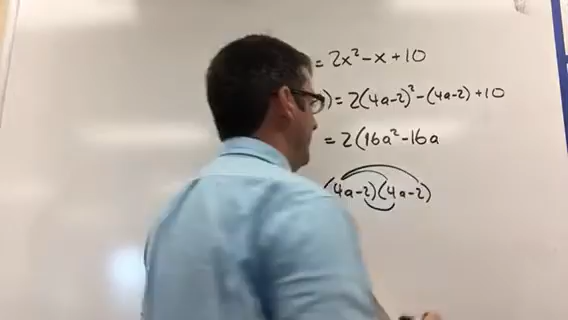 = 2x² - x + 10
) = 2(4a-2)² - (4a-2) + 10
= 2(16a² - 16a
(4a-2)(4a-2)